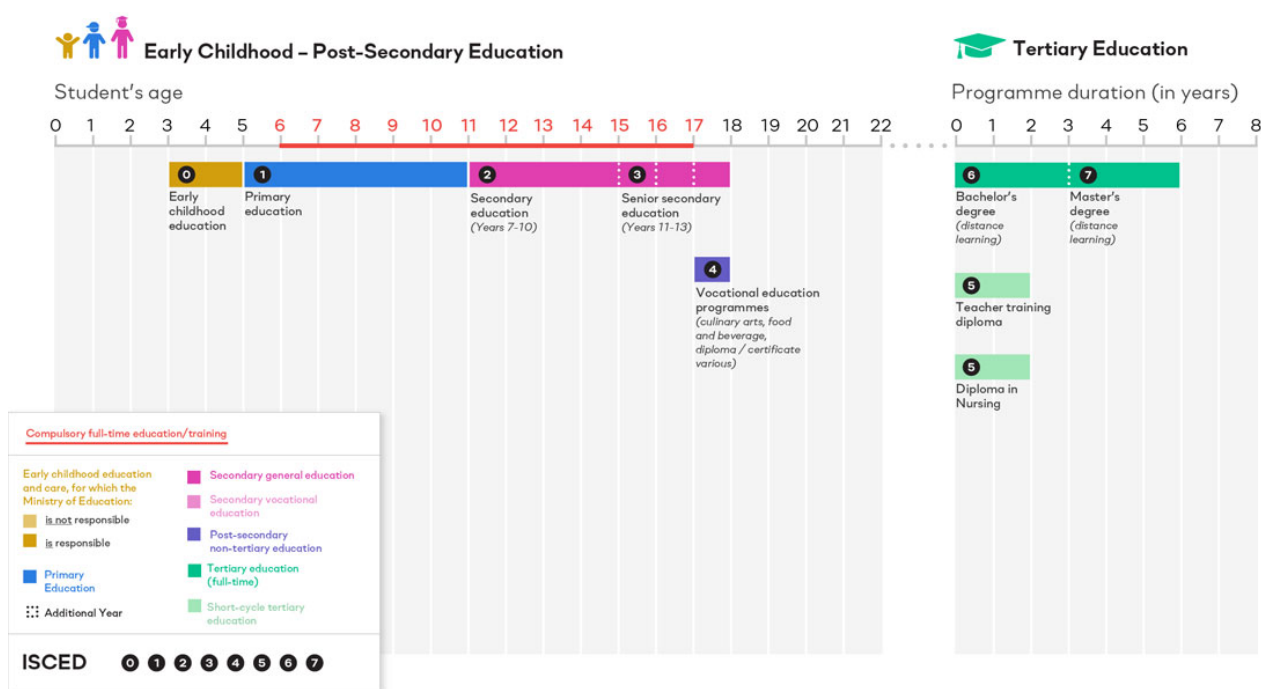 Early Childhood – Post-Secondary Education
Tertiary Education
Student's age
Programme duration (in years)
0 1 2 3 4 5 6 7 8 9 10 11 12 13 14 15 16 17 18 19 20 21 22
0 1 2 3 4 5 6 7 8
0
Early
childhood
education
1
Primary
education
2
Secondary
education
(Years 7-10)
3
Senior secondary
education
(Years 11-13)
4
Vocational education
programmes
(culinary arts, food
and beverage,
diploma / certificate
various)
6
Bachelor's
degree
(distance
learning)
7
Master's
degree
(distance
learning)
5
Teacher training
diploma
5
Diploma in
Nursing
Compulsory full-time education/training
Early childhood education
and care, for which the
Ministry of Education:
is not responsible
is responsible
Primary
Education
Additional Year
Secondary general education
Secondary vocational
education
Post-secondary
non-tertiary education
Tertiary education
(full-time)
Short-cycle tertiary
education
ISCED 0 1 2 3 4 5 6 7